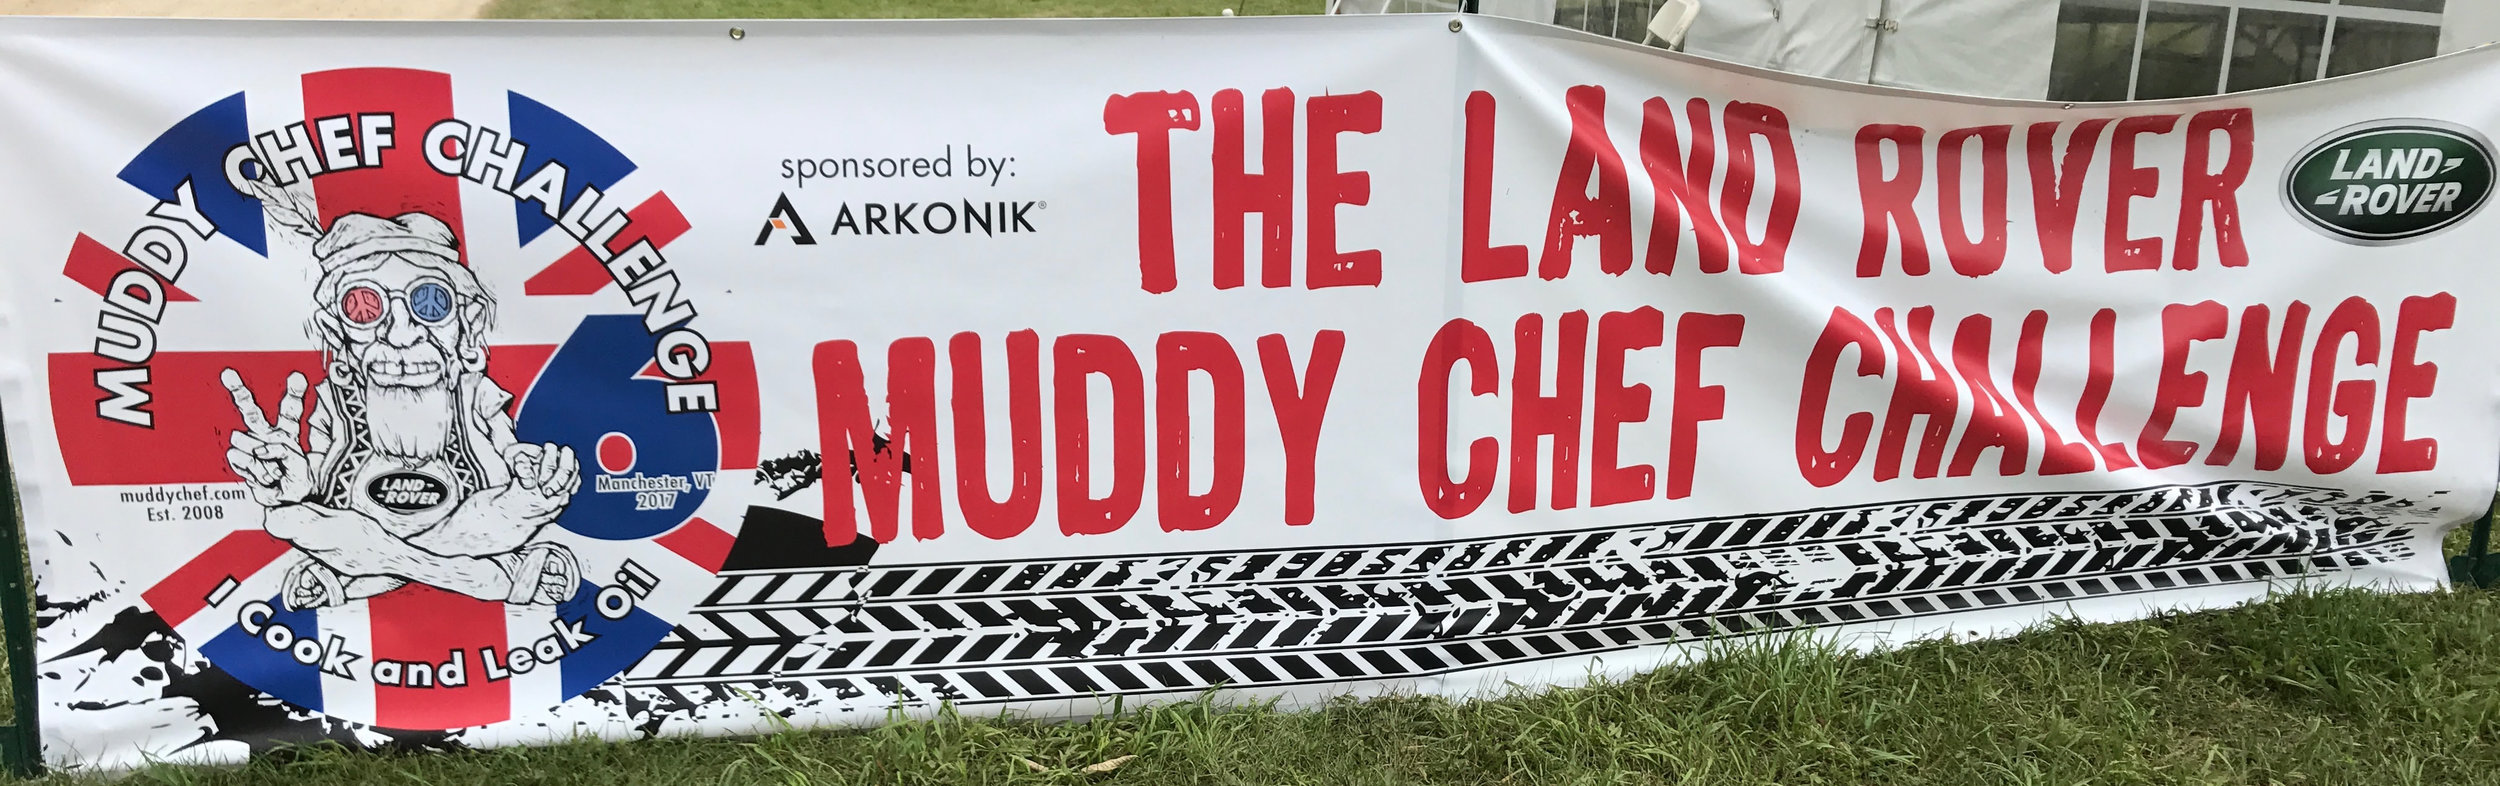 MUDDY CHEF CHALLENGE
6
LAND-
-ROVER
muddychef.com
Est. 2008
Manchester, VT
2017
I Cook and Leak Oil
sponsored by:
ARKONIK®
THE LAND ROVER
MUDDY CHEF CHALLENGE
LAND-
-ROVER